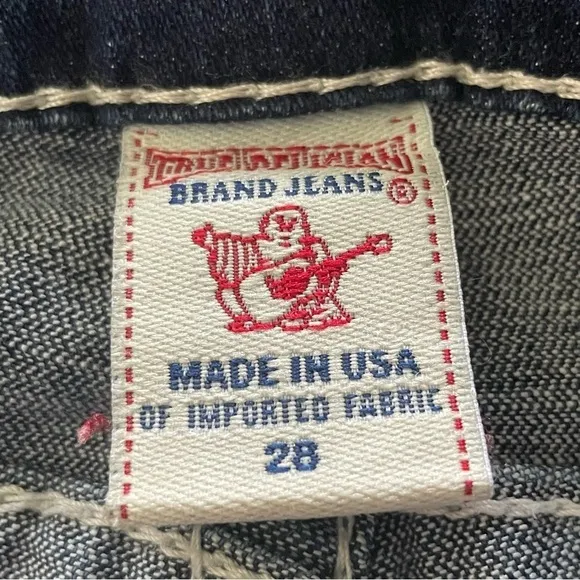 TRUE RELIGION
BRAND JEANS ®
MADE IN USA
OF IMPORTED FABRIC
28